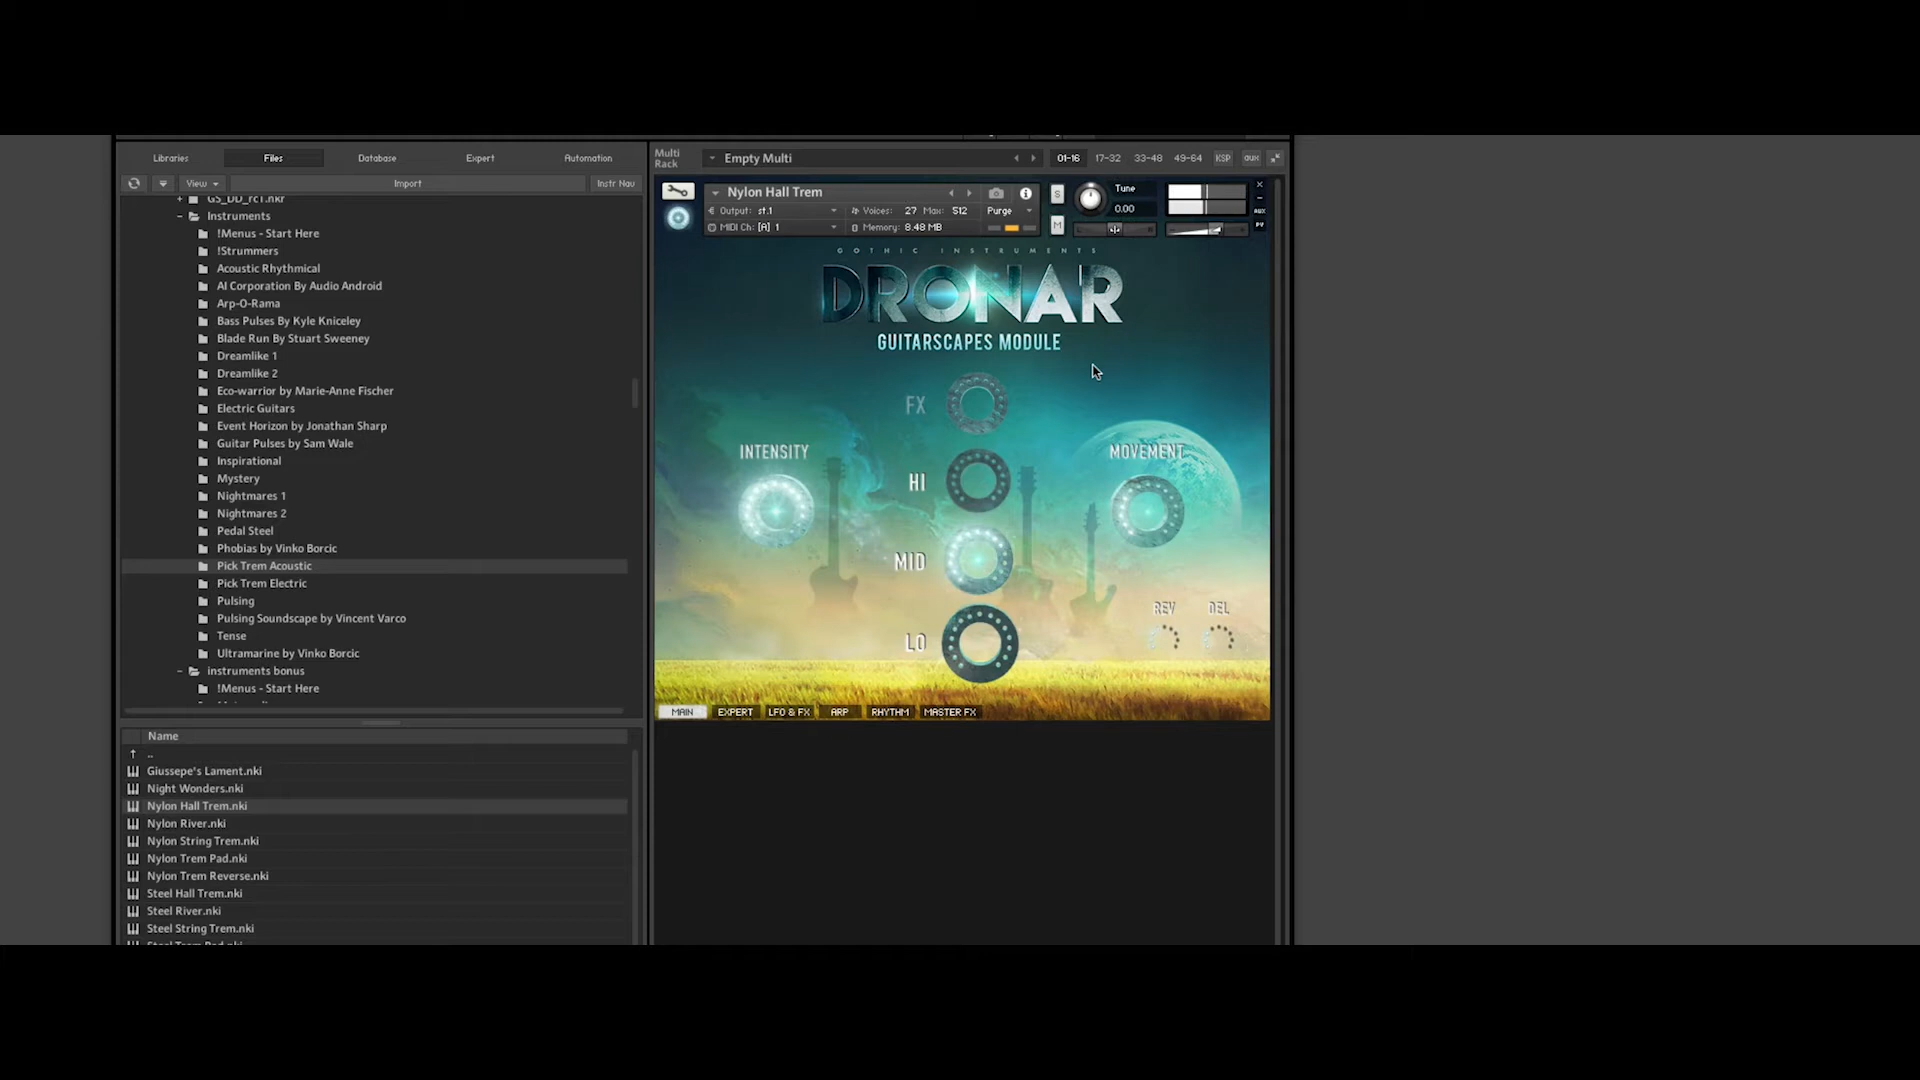 Libraries Files Database Expert Automation
View Import Instr Nav
GS_DD_rc1.nkr
Instruments
!Menus - Start Here
!Strummers
Acoustic Rhythmical
AI Corporation By Audio Android
Arp-O-Rama
Bass Pulses By Kyle Kniceley
Blade Run By Stuart Sweeney
Dreamlike 1
Dreamlike 2
Eco-warrior by Marie-Anne Fischer
Electric Guitars
Event Horizon by Jonathan Sharp
Guitar Pulses by Sam Wale
Inspirational
Mystery
Nightmares 1
Nightmares 2
Pedal Steel
Phobias by Vinko Borcic
Pick Trem Acoustic
Pick Trem Electric
Pulsing
Pulsing Soundscape by Vincent Varco
Tense
Ultramarine by Vinko Borcic
instruments bonus
!Menus - Start Here
Name
..
Giussepe's Lament.nki
Night Wonders.nki
Nylon Hall Trem.nki
Nylon River.nki
Nylon String Trem.nki
Nylon Trem Pad.nki
Nylon Trem Reverse.nki
Steel Hall Trem.nki
Steel River.nki
Steel String Trem.nki
Multi
Rack
Empty Multi 01-16 17-32 33-48 49-64 KSP AUX
Nylon Hall Trem S Tune
Output: st.1 Voices: 27 Max: 512 Purge 0.00
MIDI Ch: [A] 1 Memory: 8.48 MB M
AUX
PV
GOTHIC INSTRUMENTS
DRONAR
GUITARSCAPES MODULE
FX
INTENSITY
MOVEMENT
HI
MID
REV DEL
LO
MAIN EXPERT LFO & FX ARP RHYTHM MASTER FX